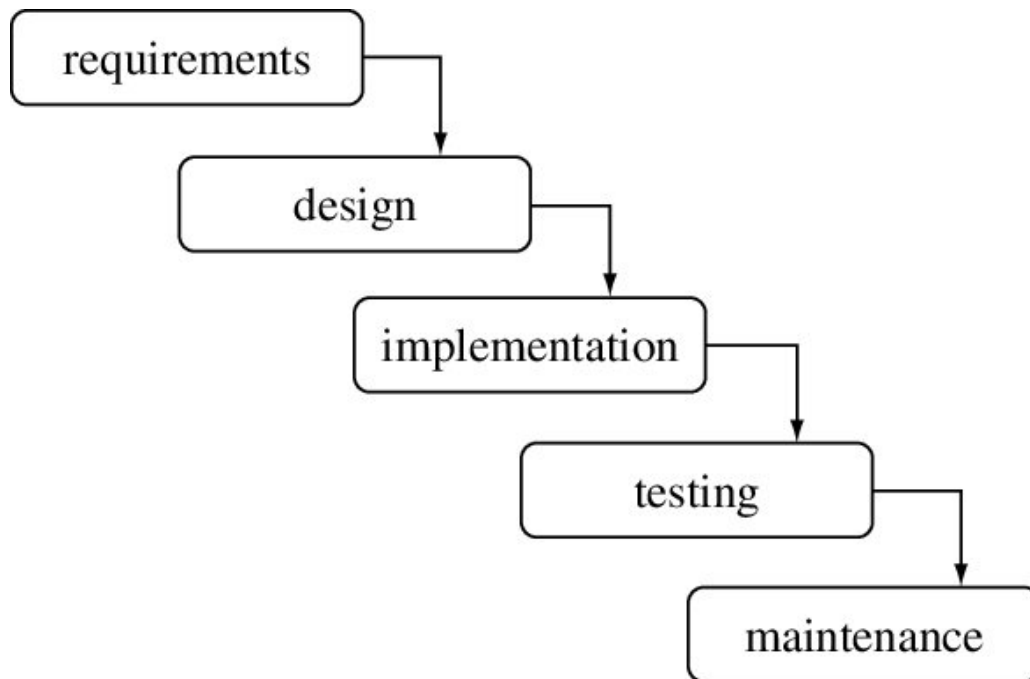 requirements
design
implementation
testing
maintenance